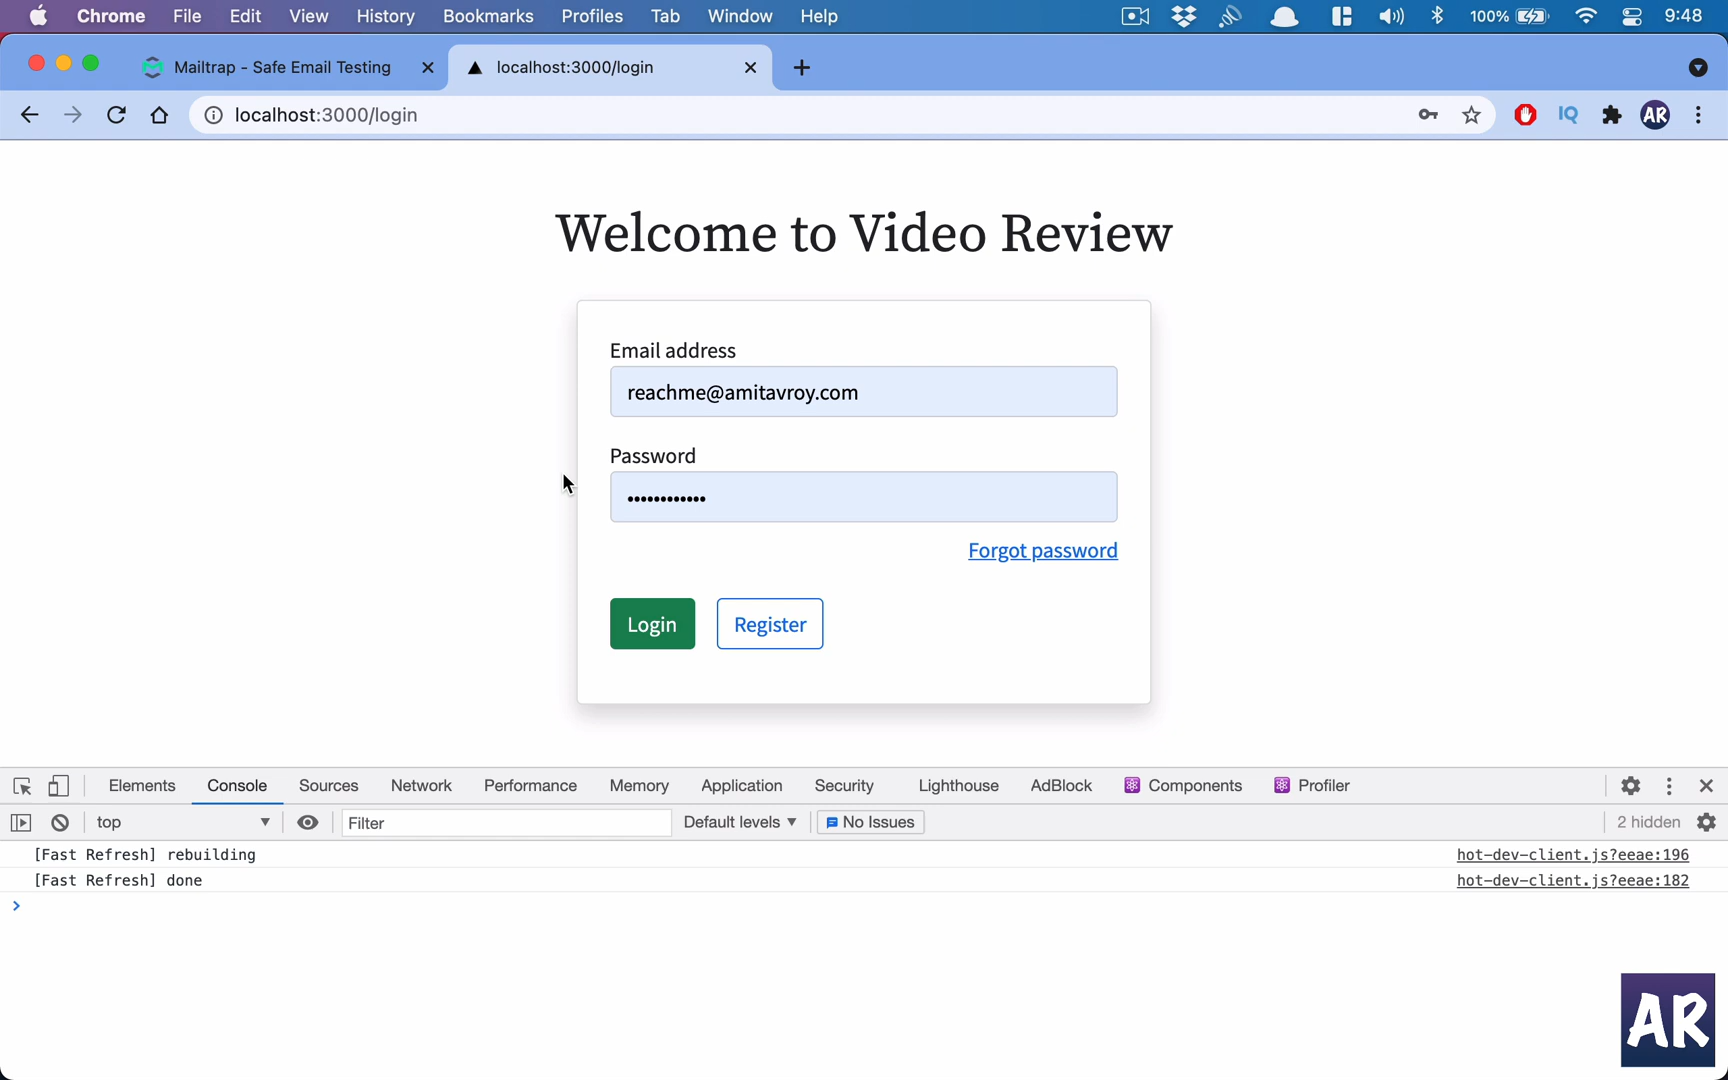 Chrome File Edit View History Bookmarks Profiles Tab Window Help 100% 9:48
Mailtrap - Safe Email Testing localhost:3000/login
localhost:3000/login IQ AR
Welcome to Video Review
Email address
reachme@amitavroy.com
Password
••••••••••••
Forgot password
Login Register
Elements Console Sources Network Performance Memory Application Security Lighthouse AdBlock Components Profiler
top Filter Default levels No Issues 2 hidden
[Fast Refresh] rebuilding hot-dev-client.js?eeae:196
[Fast Refresh] done hot-dev-client.js?eeae:182
AR